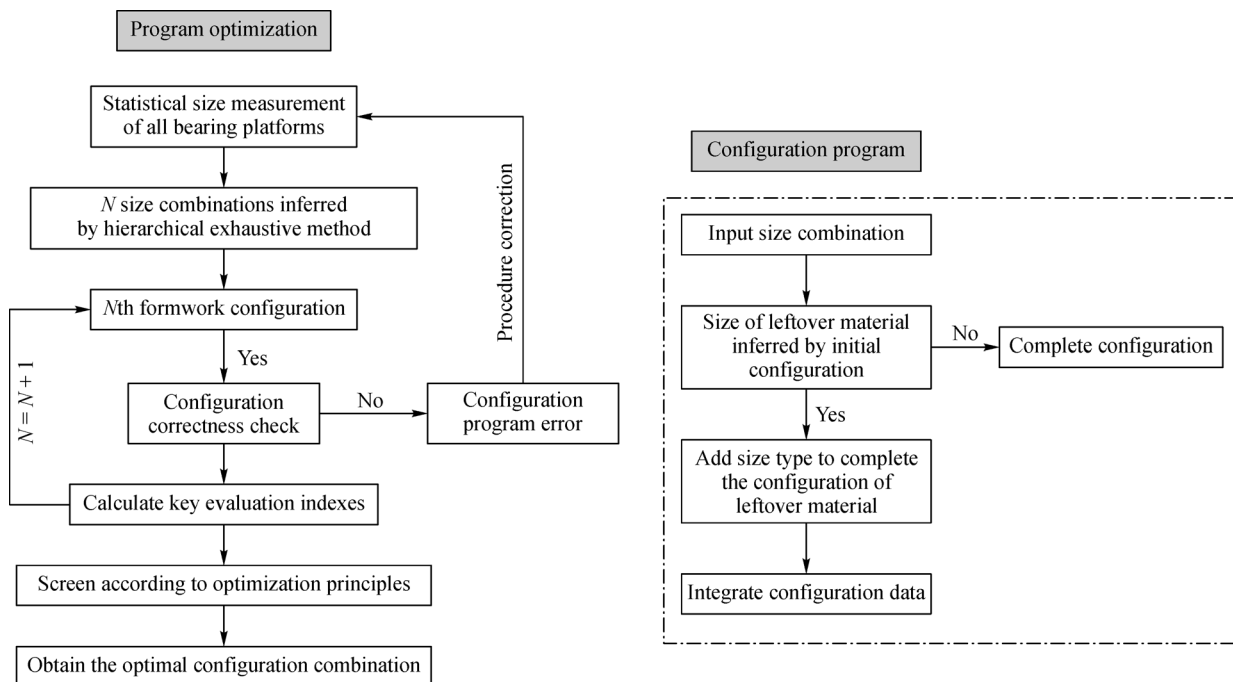 Program optimization
Statistical size measurement
of all bearing platforms
N size combinations inferred
by hierarchical exhaustive method
Nth formwork configuration
Yes
Configuration
correctness check
No
Configuration
program error
Procedure correction
N = N + 1
Calculate key evaluation indexes
Screen according to optimization principles
Obtain the optimal configuration combination
Configuration program
Input size combination
Size of leftover material
inferred by initial
configuration
No
Complete configuration
Yes
Add size type to complete
the configuration of
leftover material
Integrate configuration data